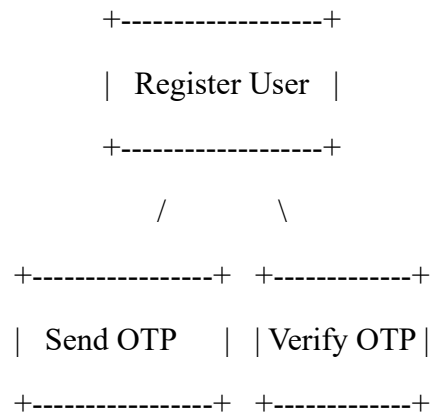 +-------------------+
|   Register User   |
+-------------------+
/               \
+-----------------+   +-------------+
|   Send OTP      |   | Verify OTP |
+-----------------+   +-------------+